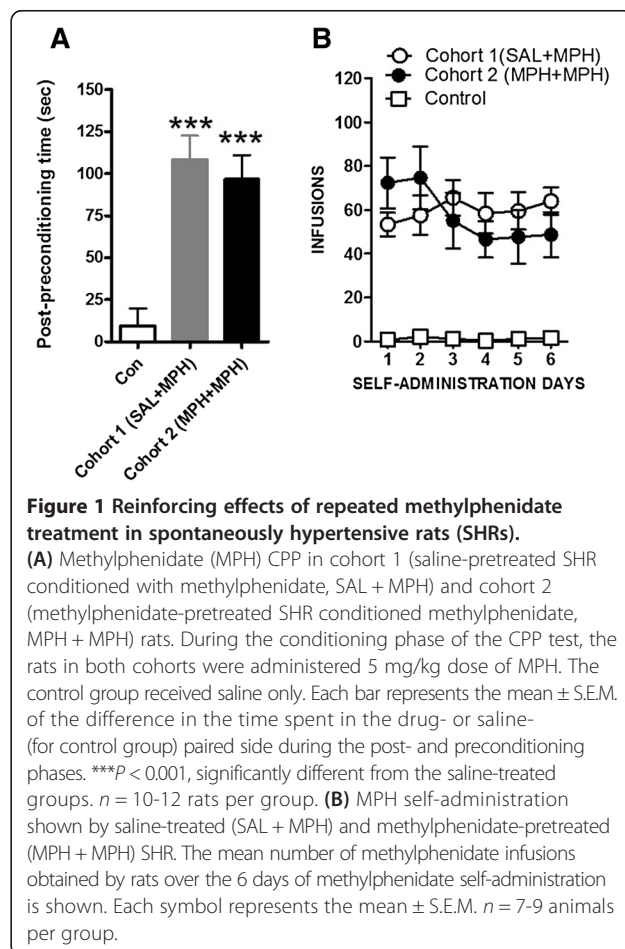 A
B
Post-preconditioning time (sec)
150
125
100
75
50
25
0
***
***
Con
Cohort 1 (SAL+MPH)
Cohort 2 (MPH+MPH)
Cohort 1(SAL+MPH)
Cohort 2 (MPH+MPH)
Control
INFUSIONS
120
100
80
60
40
20
0
1 2 3 4 5 6
SELF-ADMINISTRATION DAYS
Figure 1 Reinforcing effects of repeated methylphenidate
treatment in spontaneously hypertensive rats (SHRs).
(A) Methylphenidate (MPH) CPP in cohort 1 (saline-pretreated SHR
conditioned with methylphenidate, SAL + MPH) and cohort 2
(methylphenidate-pretreated SHR conditioned methylphenidate,
MPH + MPH) rats. During the conditioning phase of the CPP test, the
rats in both cohorts were administered 5 mg/kg dose of MPH. The
control group received saline only. Each bar represents the mean ± S.E.M.
of the difference in the time spent in the drug- or saline-
(for control group) paired side during the post- and preconditioning
phases. ***P < 0.001, significantly different from the saline-treated
groups. n = 10-12 rats per group. (B) MPH self-administration
shown by saline-treated (SAL + MPH) and methylphenidate-pretreated
(MPH + MPH) SHR. The mean number of methylphenidate infusions
obtained by rats over the 6 days of methylphenidate self-administration
is shown. Each symbol represents the mean ± S.E.M. n = 7-9 animals
per group.